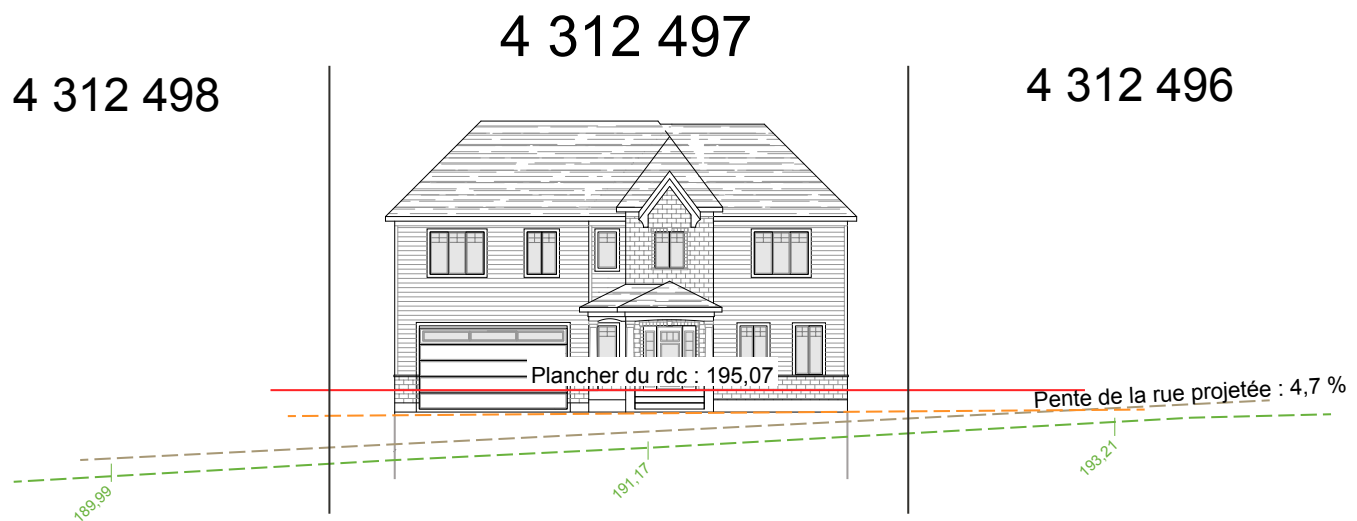 4 312 497
4 312 498
4 312 496
Plancher du rdc : 195,07
Pente de la rue projetée : 4,7 %
189,99
191,17
193,21